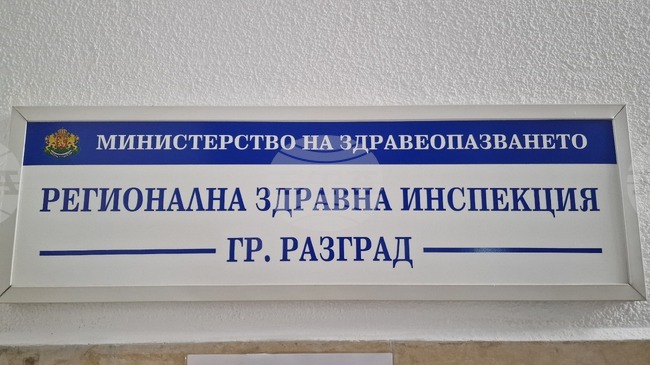 МИНИСТЕРСТВО НА ЗДРАВЕОПАЗВАНЕТО
РЕГИОНАЛНА ЗДРАВНА ИНСПЕКЦИЯ
ГР. РАЗГРАД